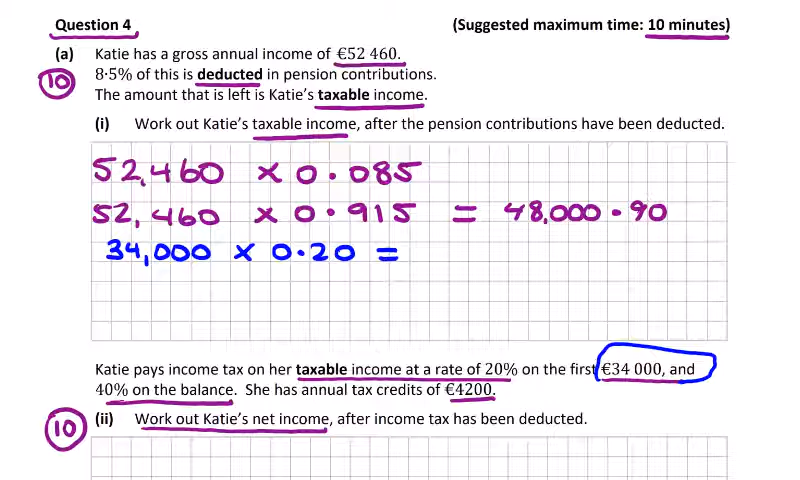 Question 4 (Suggested maximum time: 10 minutes)
(a) Katie has a gross annual income of €52 460.
10 8·5% of this is deducted in pension contributions.
The amount that is left is Katie's taxable income.
(i) Work out Katie's taxable income, after the pension contributions have been deducted.
52,460 × 0.085
52,460 × 0.915 = 48,000.90
34,000 × 0.20 =
Katie pays income tax on her taxable income at a rate of 20% on the first €34 000, and
40% on the balance. She has annual tax credits of €4200.
10 (ii) Work out Katie's net income, after income tax has been deducted.